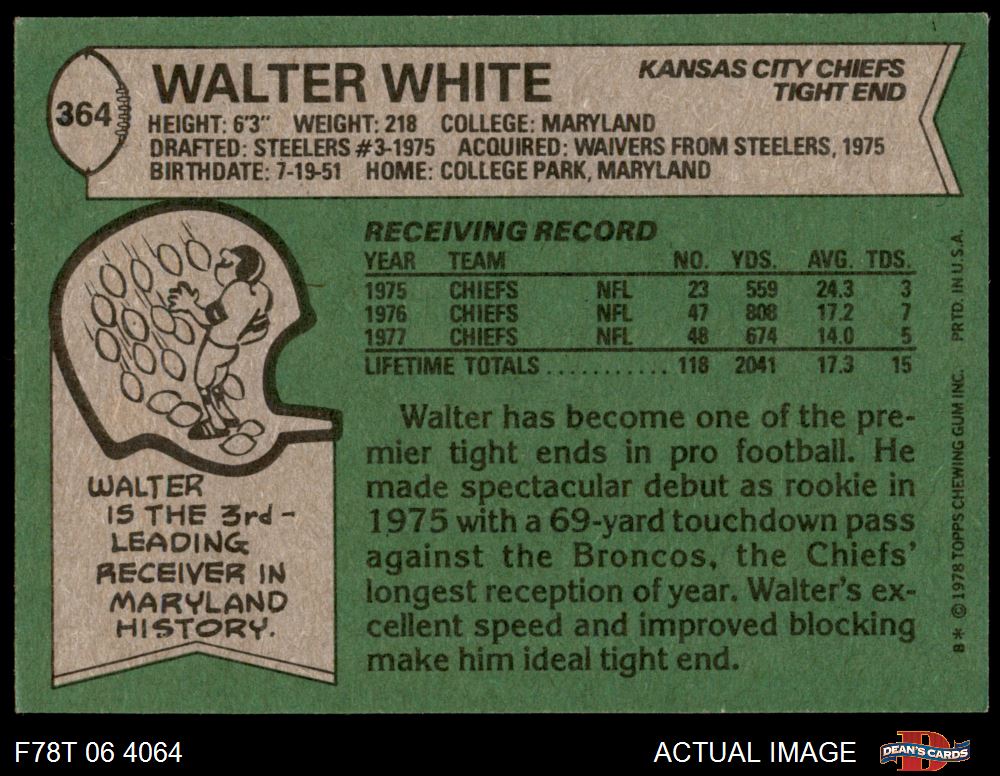 364
WALTER WHITE
KANSAS CITY CHIEFS
TIGHT END
HEIGHT: 6'3" WEIGHT: 218 COLLEGE: MARYLAND
DRAFTED: STEELERS #3-1975 ACQUIRED: WAIVERS FROM STEELERS, 1975
BIRTHDATE: 7-19-51 HOME: COLLEGE PARK, MARYLAND
RECEIVING RECORD
YEAR TEAM NO. YDS. AVG. TDS.
1975 CHIEFS NFL 23 559 24.3 3
1976 CHIEFS NFL 47 808 17.2 7
1977 CHIEFS NFL 48 674 14.0 5
LIFETIME TOTALS ........... 118 2041 17.3 15
Walter has become one of the pre-
mier tight ends in pro football. He
made spectacular debut as rookie in
1975 with a 69-yard touchdown pass
against the Broncos, the Chiefs'
longest reception of year. Walter's ex-
cellent speed and improved blocking
make him ideal tight end.
WALTER
IS THE 3rd-
LEADING
RECEIVER IN
MARYLAND
HISTORY.
8* © 1978 TOPPS CHEWING GUM INC. PRTD. IN U.S.A.
F78T 06 4064
ACTUAL IMAGE
D
DEAN'S CARDS